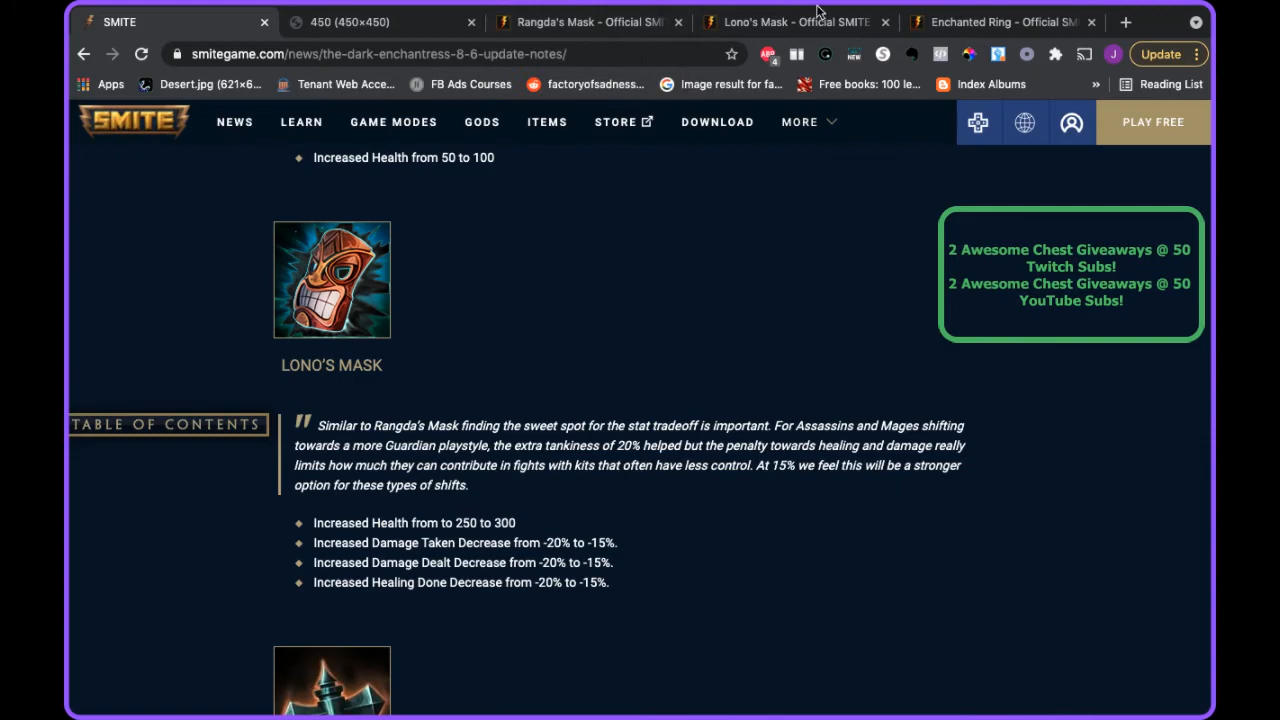 SMITE
450 (450×450)
Rangda's Mask – Official SMI
Lono's Mask – Official SMITE
Enchanted Ring – Official SM
smitegame.com/news/the-dark-enchantress-8-6-update-notes/
ABP
4
NEW
J
Update
Apps
Desert.jpg (621×6...
Tenant Web Acce...
FB Ads Courses
factoryofsadness...
Image result for fa...
Free books: 100 le...
Index Albums
»
Reading List
SMITE
NEWS
LEARN
GAME MODES
GODS
ITEMS
STORE
DOWNLOAD
MORE
PLAY FREE
Increased Health from 50 to 100
2 Awesome Chest Giveaways @ 50
Twitch Subs!
2 Awesome Chest Giveaways @ 50
YouTube Subs!
LONO'S MASK
TABLE OF CONTENTS
" Similar to Rangda's Mask finding the sweet spot for the stat tradeoff is important. For Assassins and Mages shifting
towards a more Guardian playstyle, the extra tankiness of 20% helped but the penalty towards healing and damage really
limits how much they can contribute in fights with kits that often have less control. At 15% we feel this will be a stronger
option for these types of shifts.
Increased Health from to 250 to 300
Increased Damage Taken Decrease from -20% to -15%.
Increased Damage Dealt Decrease from -20% to -15%.
Increased Healing Done Decrease from -20% to -15%.